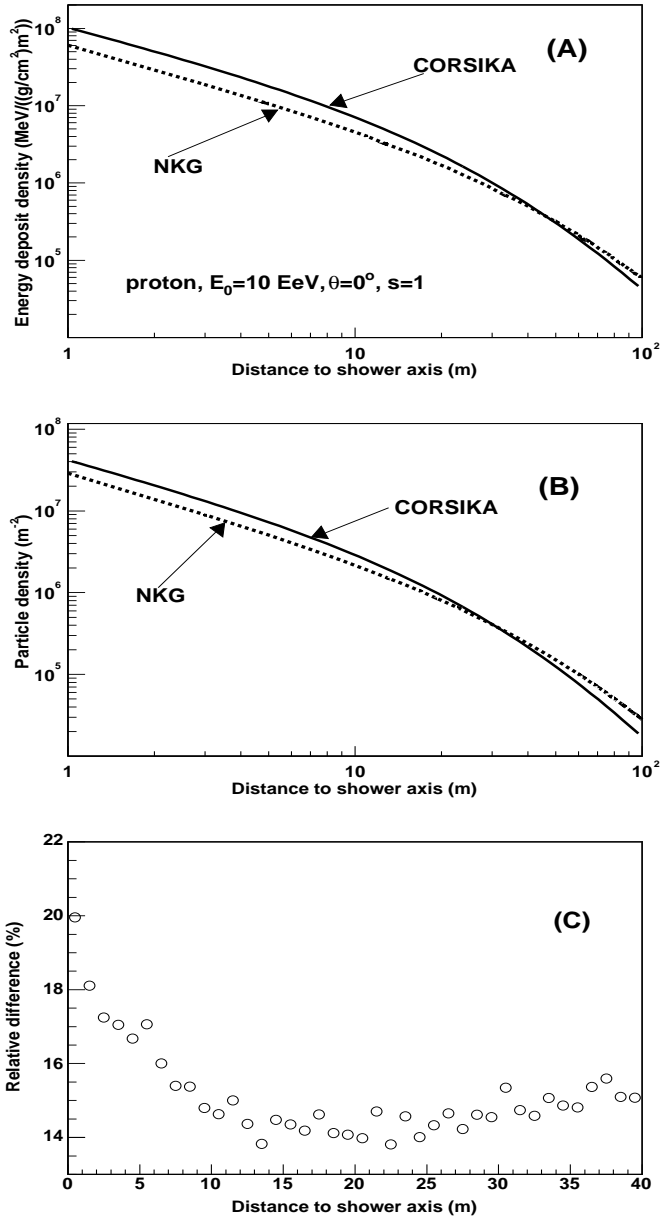 Energy deposit density (MeV/((g/cm²)m²))
10⁸
10⁷
10⁶
10⁵
(A)
CORSIKA
NKG
proton, E₀=10 EeV,θ=0°, s=1
1
10
10²
Distance to shower axis (m)
Particle density (m⁻²)
10⁸
10⁷
10⁶
10⁵
(B)
CORSIKA
NKG
1
10
10²
Distance to shower axis (m)
Relative difference (%)
22
20
18
16
14
(C)
0
5
10
15
20
25
30
35
40
Distance to shower axis (m)